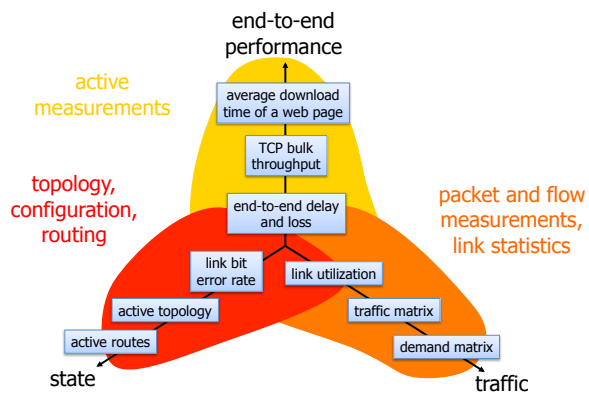 end-to-end
performance
active
measurements
average download
time of a web page
TCP bulk
throughput
topology,
configuration,
routing
end-to-end delay
and loss
packet and flow
measurements,
link statistics
link bit
error rate
link utilization
active topology
traffic matrix
active routes
demand matrix
state
traffic